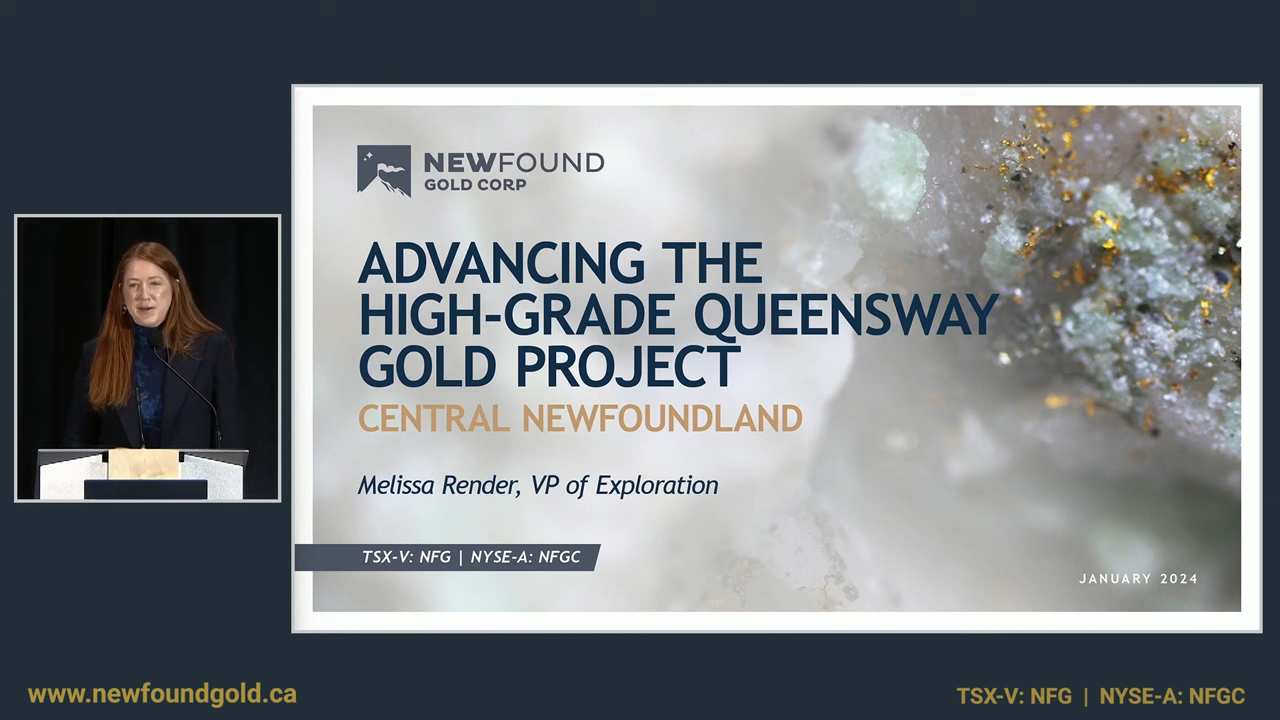 NEWFOUND
GOLD CORP
ADVANCING THE
HIGH-GRADE QUEENSWAY
GOLD PROJECT
CENTRAL NEWFOUNDLAND
Melissa Render, VP of Exploration
TSX-V: NFG | NYSE-A: NFGC
JANUARY 2024
www.newfoundgold.ca
TSX-V: NFG | NYSE-A: NFGC